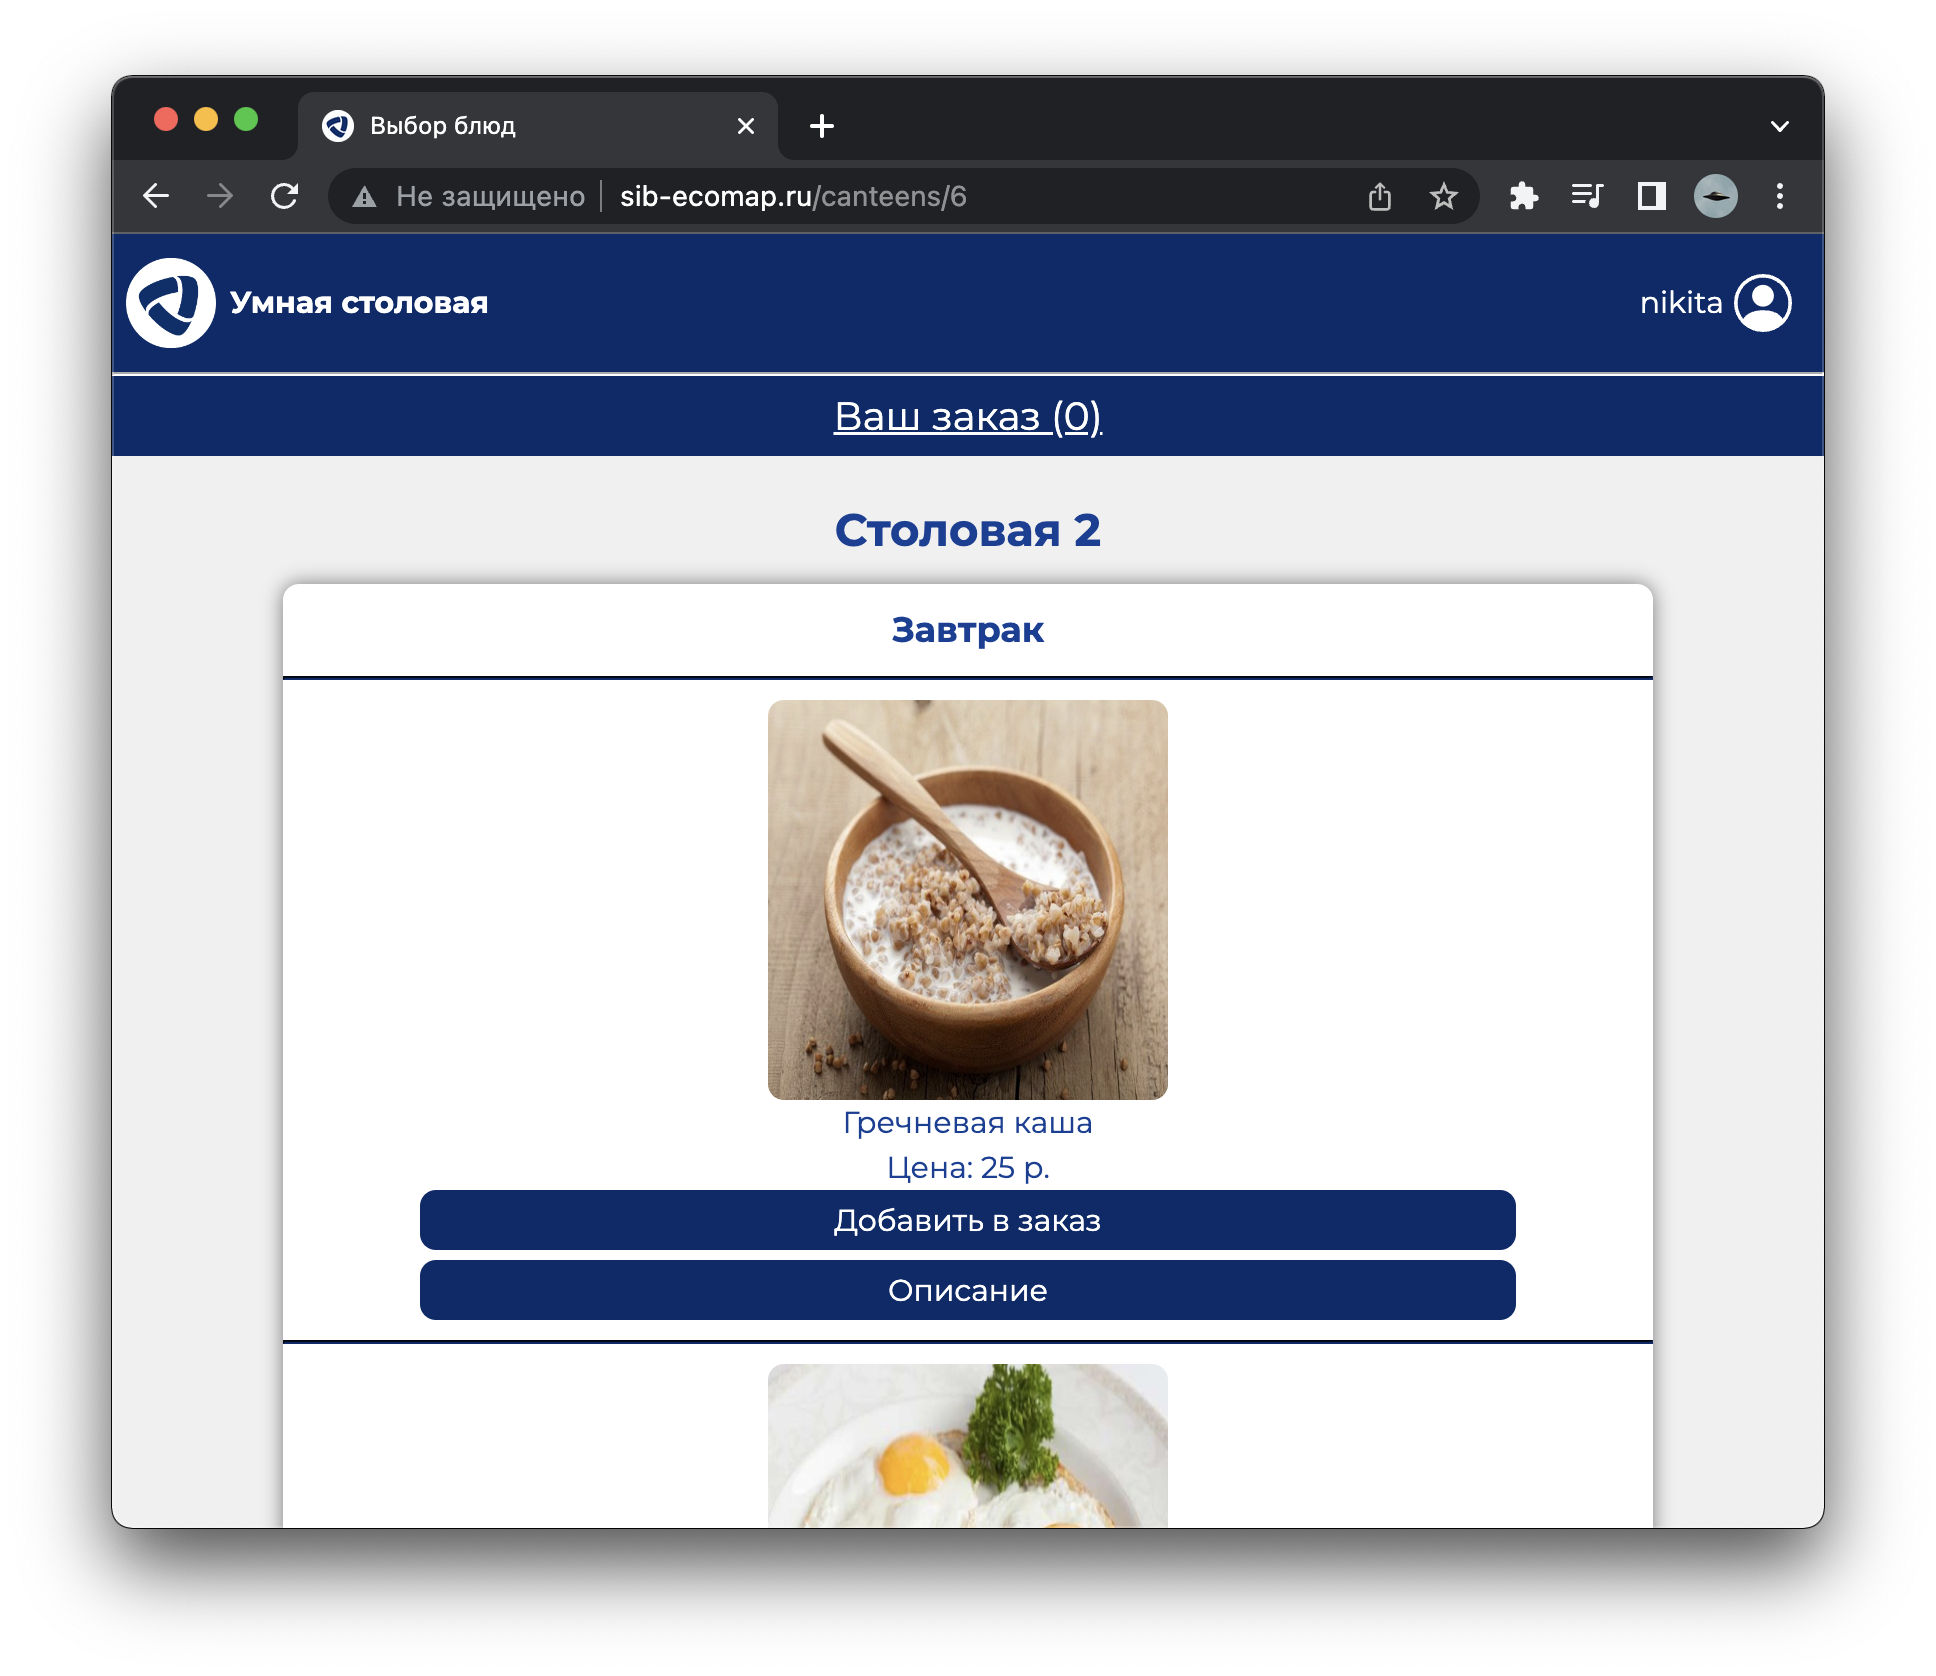 Выбор блюд
Не защищено
sib-ecomap.ru/canteens/6
Умная столовая
nikita
Ваш заказ (0)
Столовая 2
Завтрак
Гречневая каша
Цена: 25 р.
Добавить в заказ
Описание